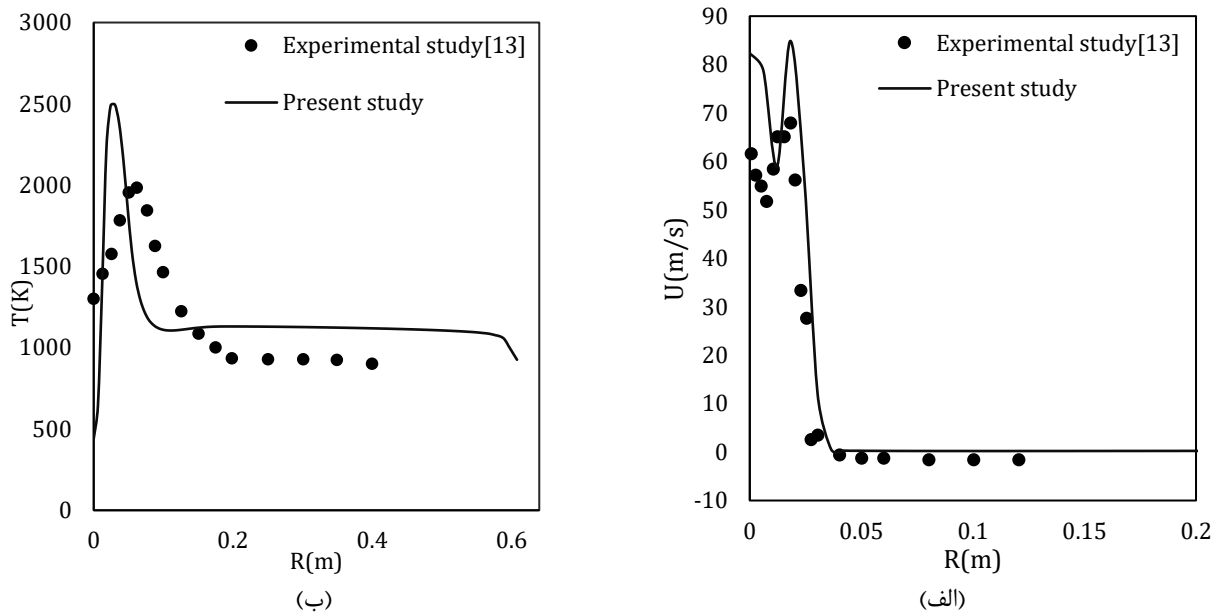 3000
2500
2000
1500
1000
500
0
T(K)
Experimental study[13]
Present study
0 0.2 0.4 0.6
R(m)
(ب)
90
80
70
60
50
40
30
20
10
0
-10
U(m/s)
Experimental study[13]
Present study
0 0.05 0.1 0.15 0.2
R(m)
(الف)